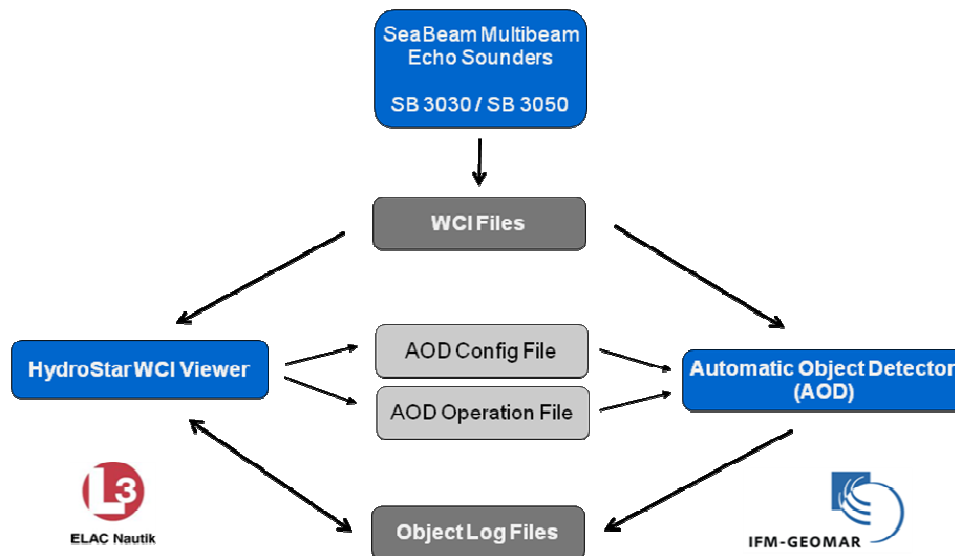 SeaBeam Multibeam
Echo Sounders
SB 3030 / SB 3050
WCI Files
HydroStar WCI Viewer
AOD Config File
AOD Operation File
Automatic Object Detector
(AOD)
Object Log Files
L3
ELAC Nautik
IFM-GEOMAR